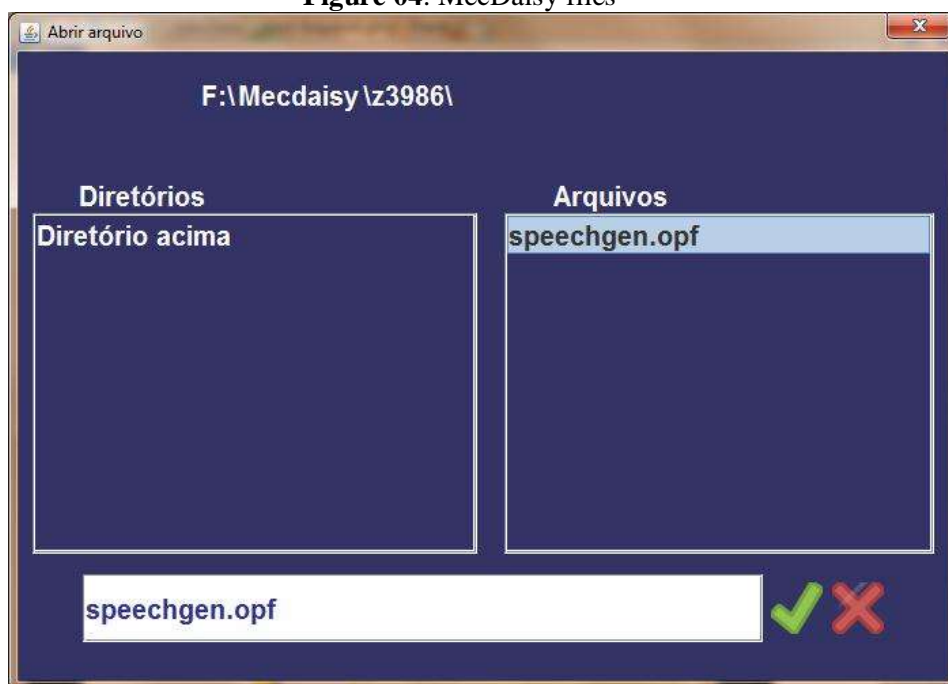 Figure 04: MecDaisy files
Abrir arquivo
F:\Mecdaisy\z3986\
Diretórios
Arquivos
Diretório acima
speechgen.opf
speechgen.opf